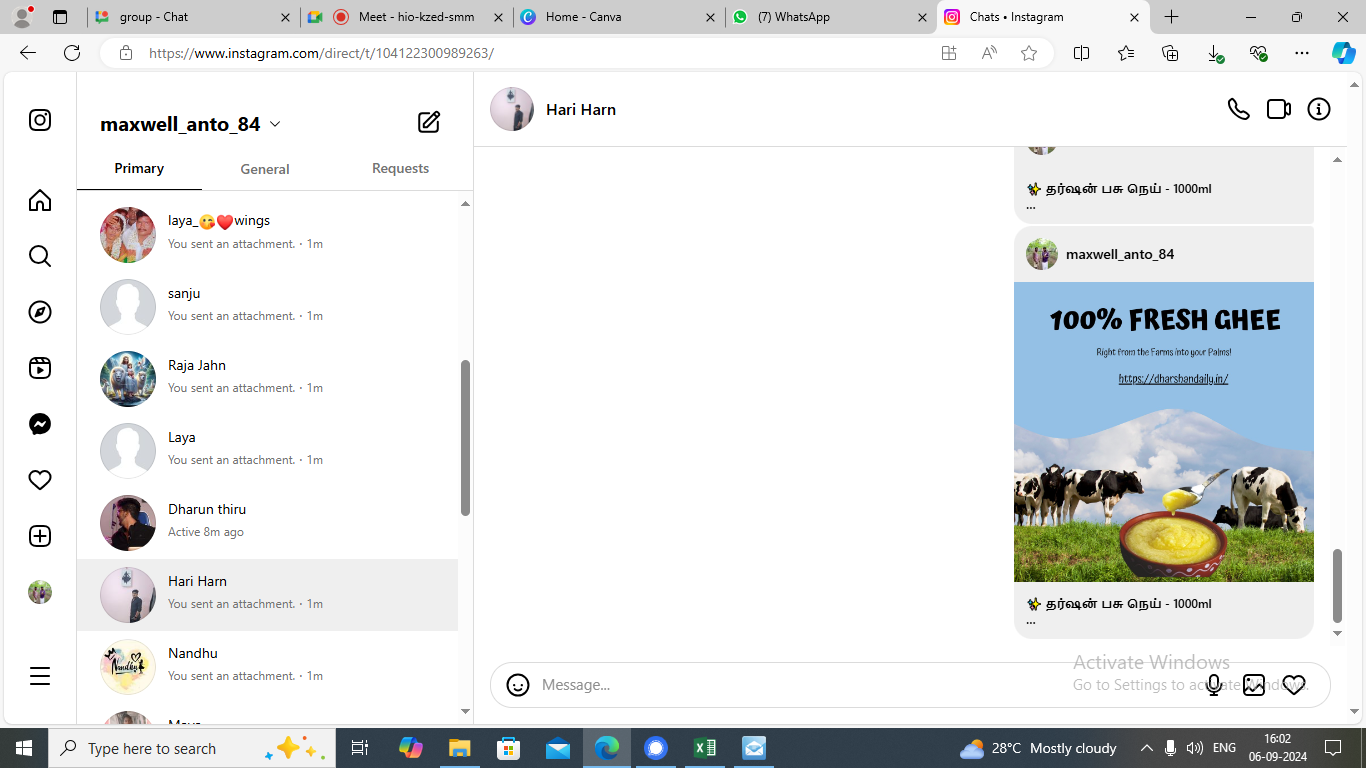 group - Chat
Meet - hio-kzed-smm
Home - Canva
(7) WhatsApp
Chats • Instagram
https://www.instagram.com/direct/t/104122300989263/
maxwell_anto_84
Primary
General
Requests
laya_😘❤️wings
You sent an attachment. · 1m
sanju
You sent an attachment. · 1m
Raja Jahn
You sent an attachment. · 1m
Laya
You sent an attachment. · 1m
Dharun thiru
Active 8m ago
Hari Harn
You sent an attachment. · 1m
Nandhu
You sent an attachment. · 1m
Hari Harn
✨ தர்ஷன் பசு நெய் - 1000ml
...
maxwell_anto_84
100% FRESH GHEE
Right from the Farms into your Palms!
https://dharshandaily.in/
✨ தர்ஷன் பசு நெய் - 1000ml
...
Message...
Activate Windows
Go to Settings to activate Windows.
Type here to search
28°C Mostly cloudy
ENG
16:02
06-09-2024